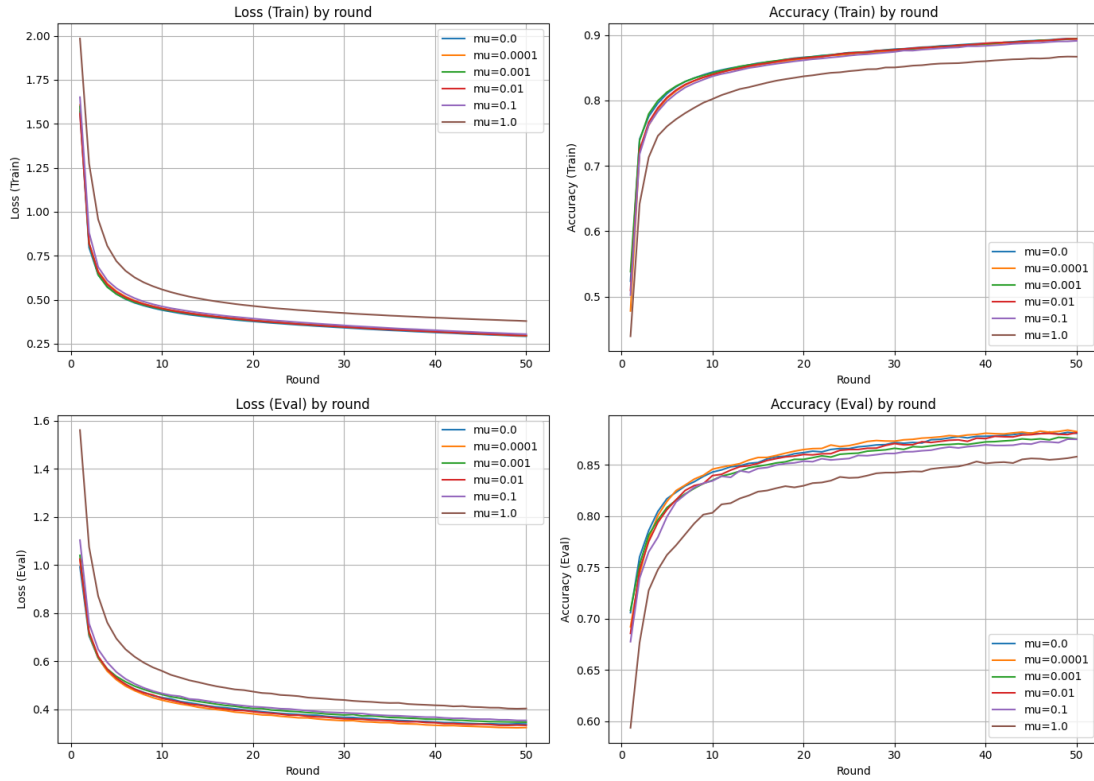 Loss (Train) by round
Loss (Train)
2.00
1.75
1.50
1.25
1.00
0.75
0.50
0.25
mu=0.0
mu=0.0001
mu=0.001
mu=0.01
mu=0.1
mu=1.0
0 10 20 30 40 50
Round
Accuracy (Train) by round
Accuracy (Train)
0.9
0.8
0.7
0.6
0.5
mu=0.0
mu=0.0001
mu=0.001
mu=0.01
mu=0.1
mu=1.0
0 10 20 30 40 50
Round
Loss (Eval) by round
Loss (Eval)
1.6
1.4
1.2
1.0
0.8
0.6
0.4
mu=0.0
mu=0.0001
mu=0.001
mu=0.01
mu=0.1
mu=1.0
0 10 20 30 40 50
Round
Accuracy (Eval) by round
Accuracy (Eval)
0.85
0.80
0.75
0.70
0.65
0.60
mu=0.0
mu=0.0001
mu=0.001
mu=0.01
mu=0.1
mu=1.0
0 10 20 30 40 50
Round